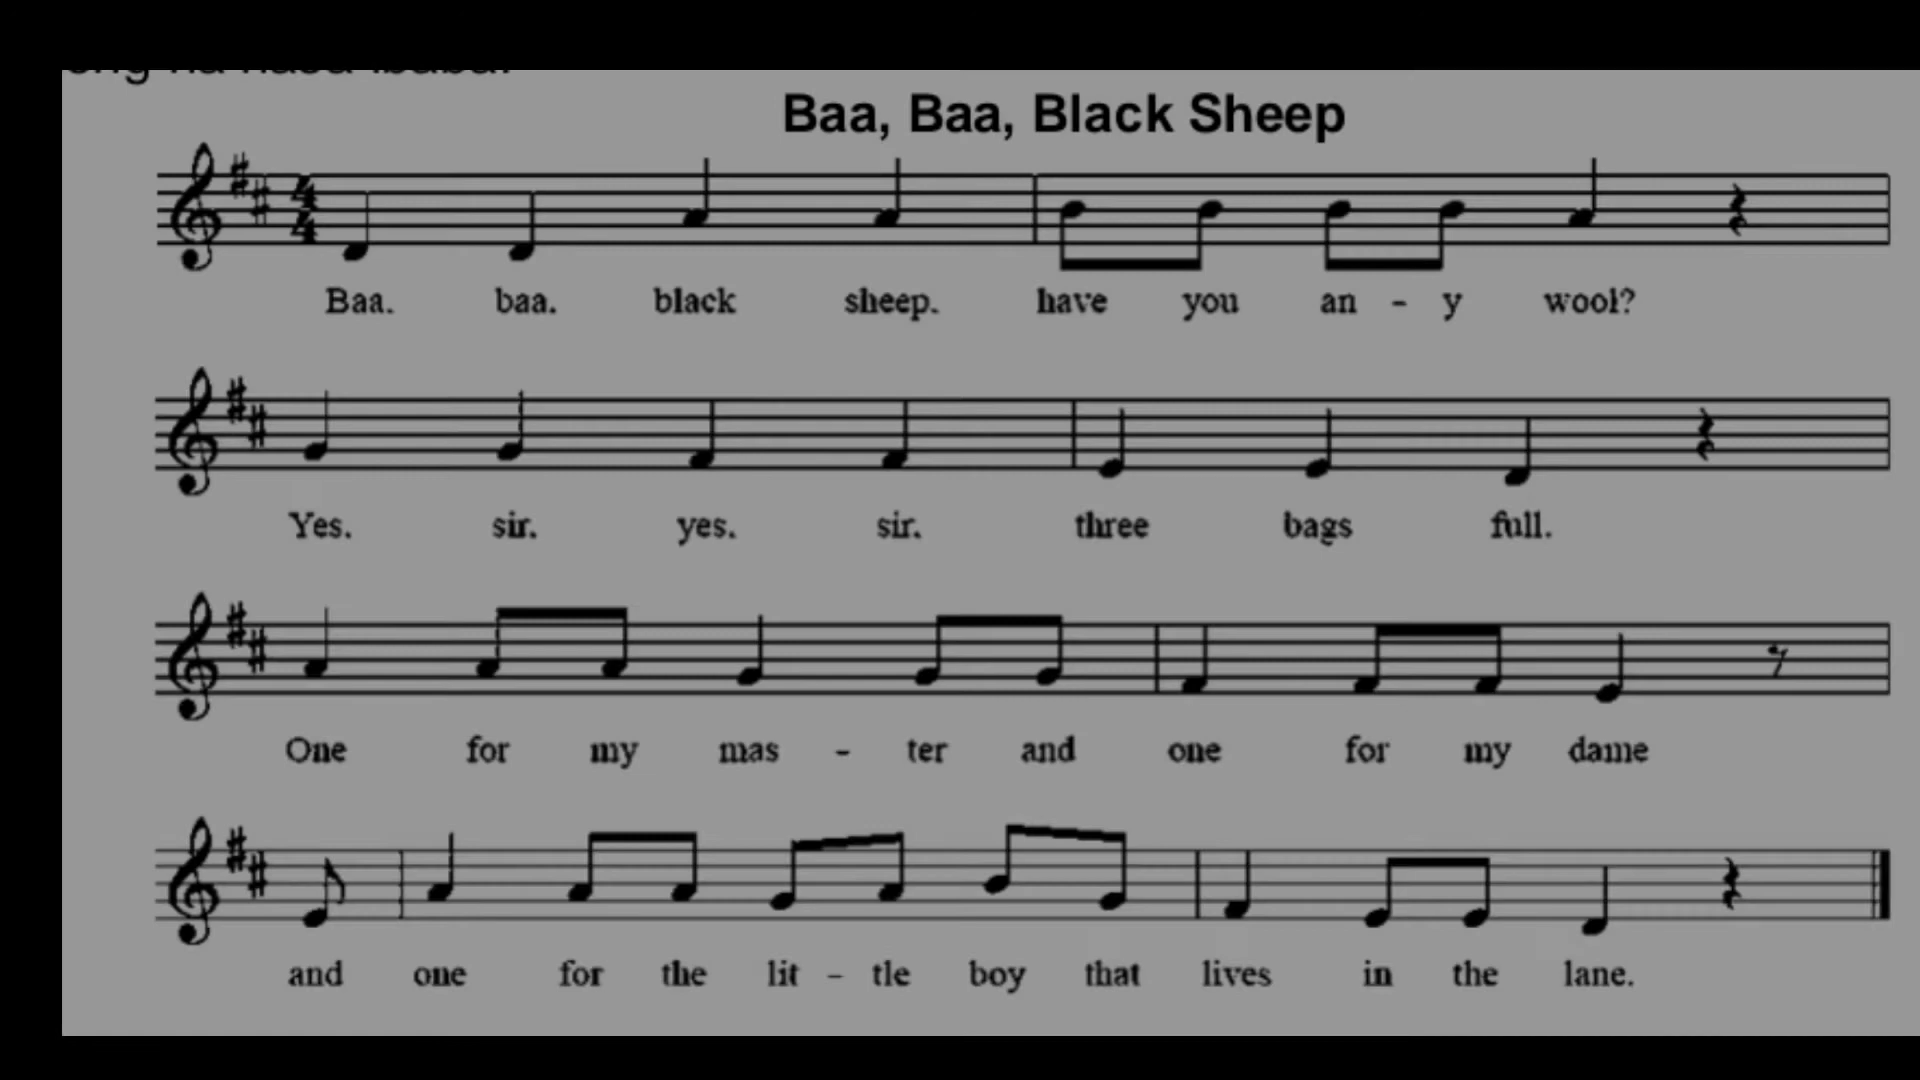 Baa, Baa, Black Sheep
4
4
Baa. baa. black sheep. have you an - y wool?
Yes. sir. yes. sir. three bags full.
One for my mas - ter and one for my dame
and one for the lit - tle boy that lives in the lane.